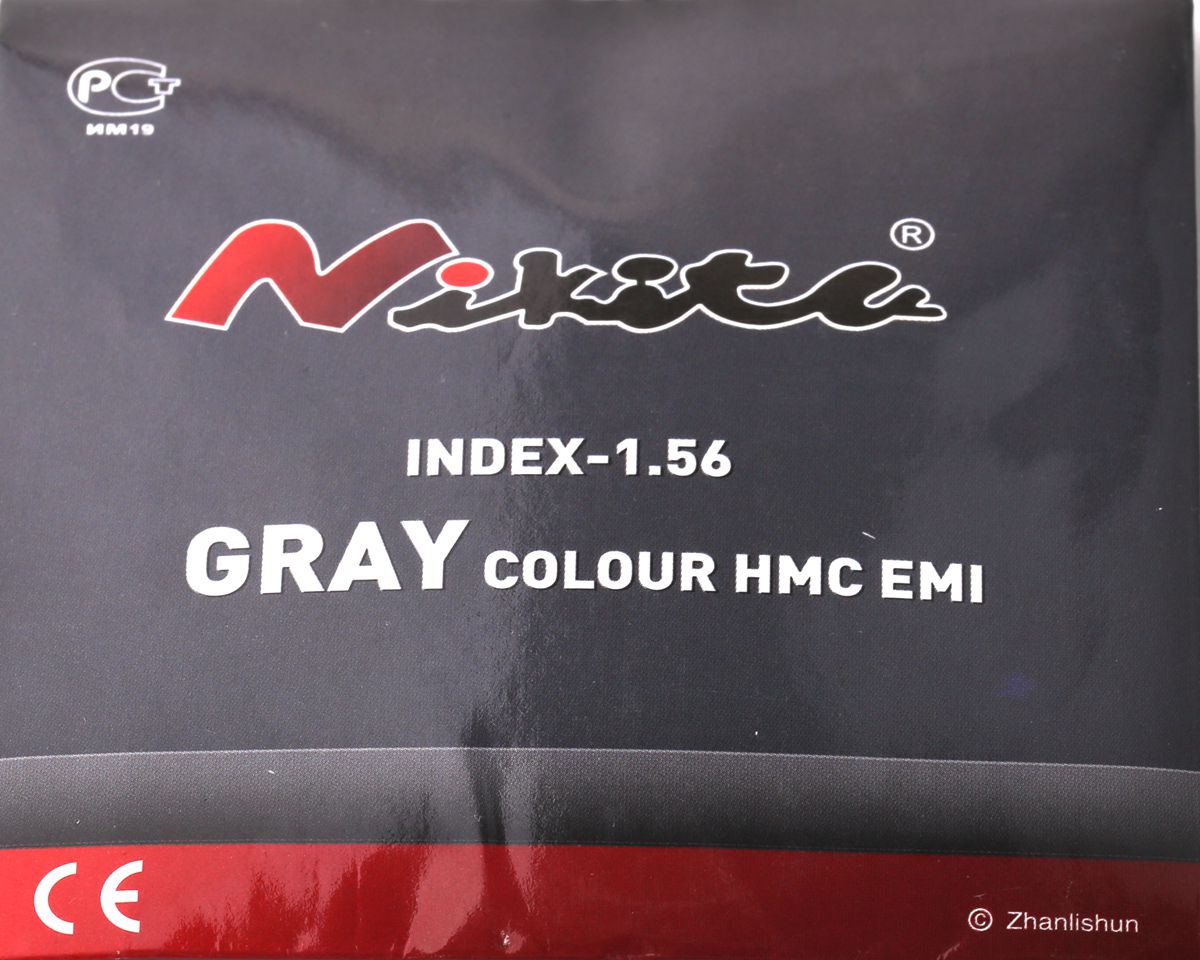 РСТ
ИМ19
Nikita ®
INDEX-1.56
GRAY COLOUR HMC EMI
CE
© Zhanlishun